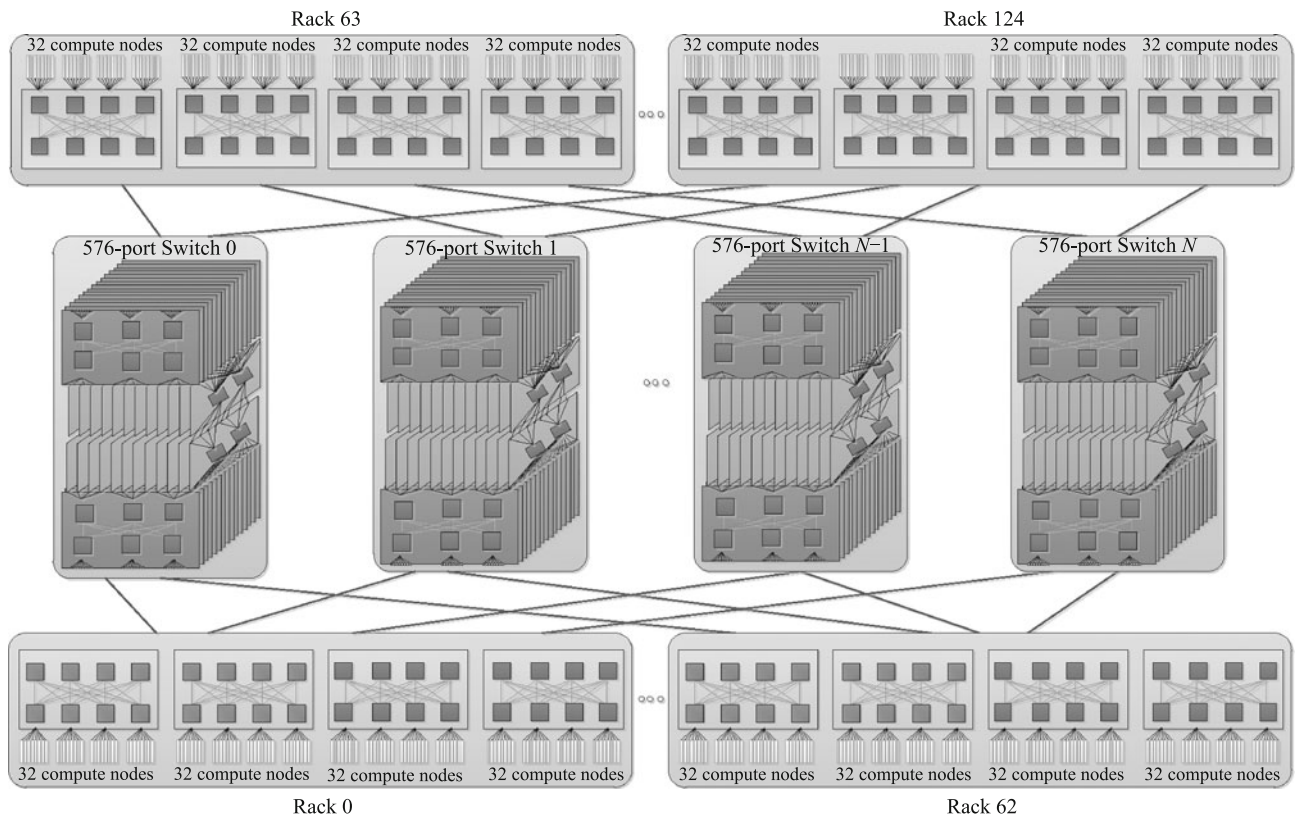 Rack 63
Rack 124
32 compute nodes
32 compute nodes
32 compute nodes
32 compute nodes
32 compute nodes
32 compute nodes
32 compute nodes
576-port Switch 0
576-port Switch 1
576-port Switch N−1
576-port Switch N
32 compute nodes
32 compute nodes
32 compute nodes
32 compute nodes
32 compute nodes
32 compute nodes
32 compute nodes
32 compute nodes
Rack 0
Rack 62